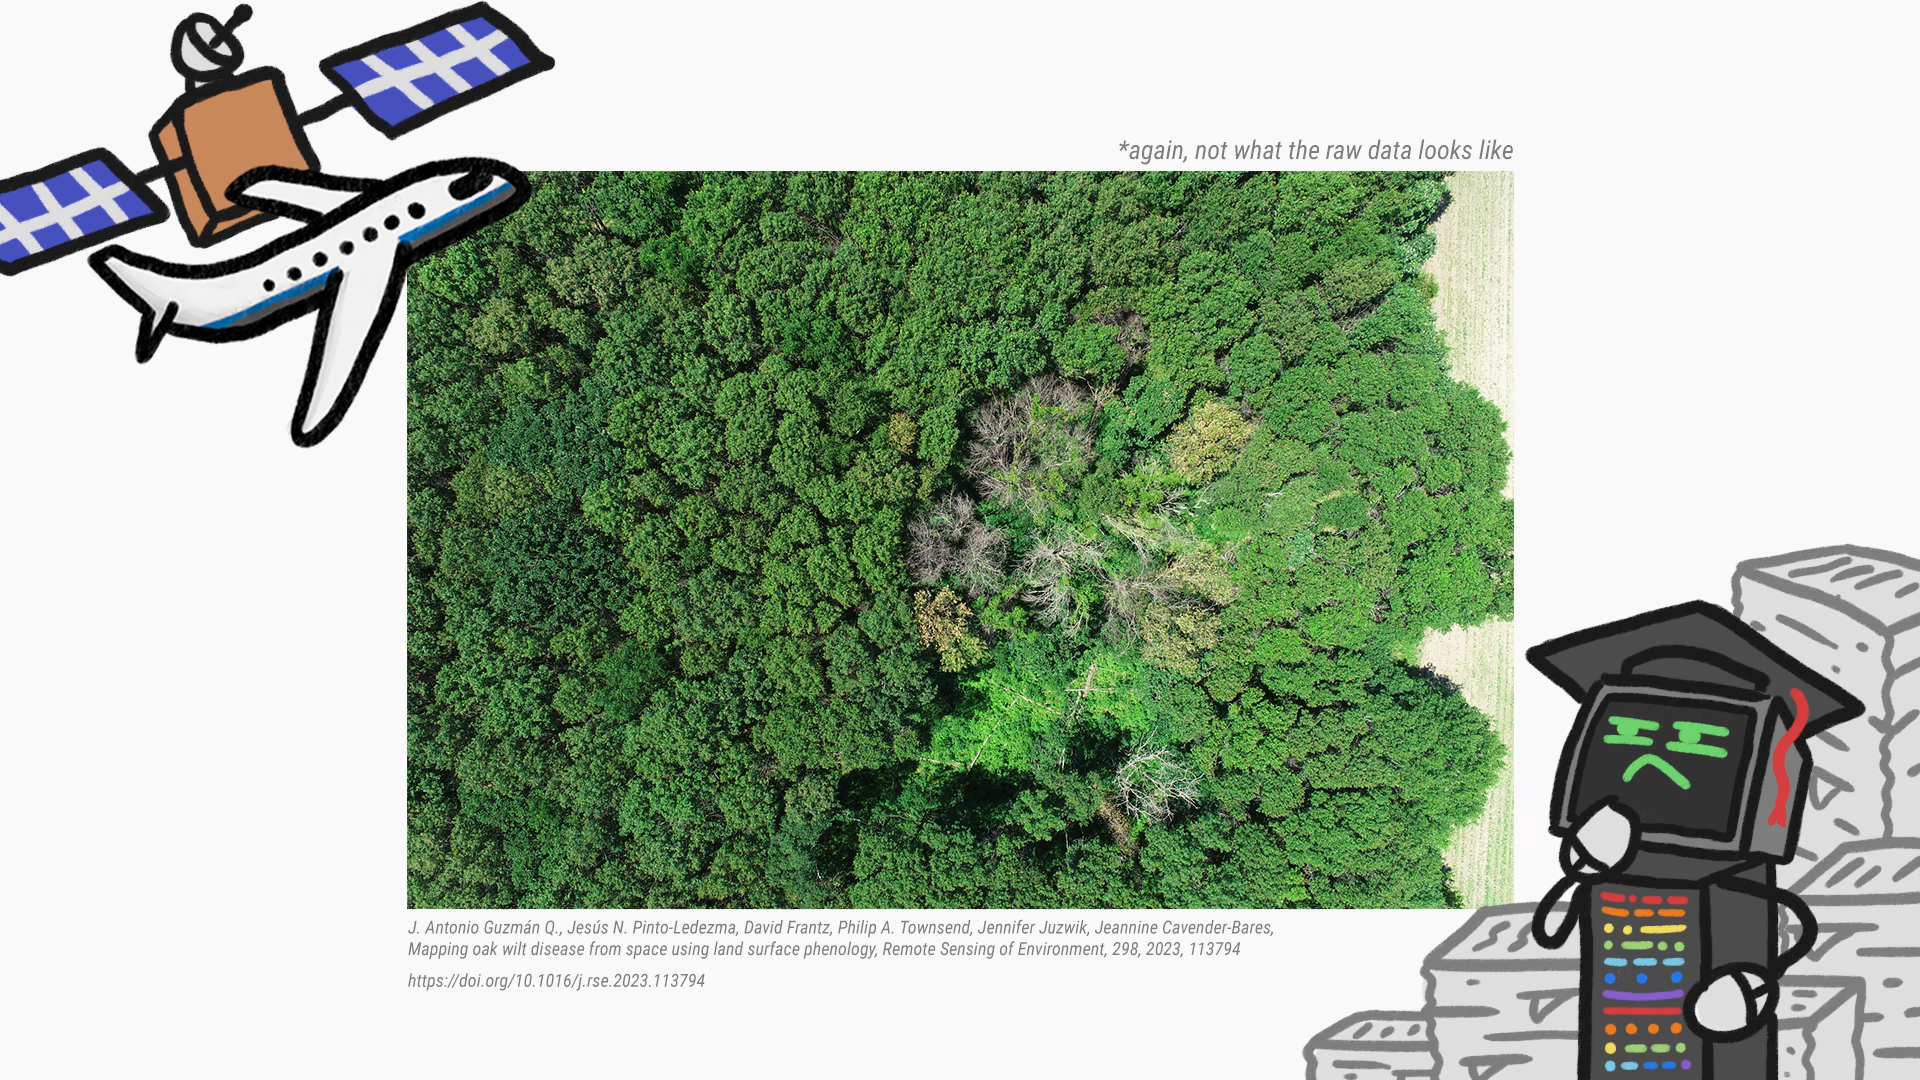 *again, not what the raw data looks like
J. Antonio Guzmán Q., Jesús N. Pinto-Ledezma, David Frantz, Philip A. Townsend, Jennifer Juzwik, Jeannine Cavender-Bares,
Mapping oak wilt disease from space using land surface phenology, Remote Sensing of Environment, 298, 2023, 113794
https://doi.org/10.1016/j.rse.2023.113794